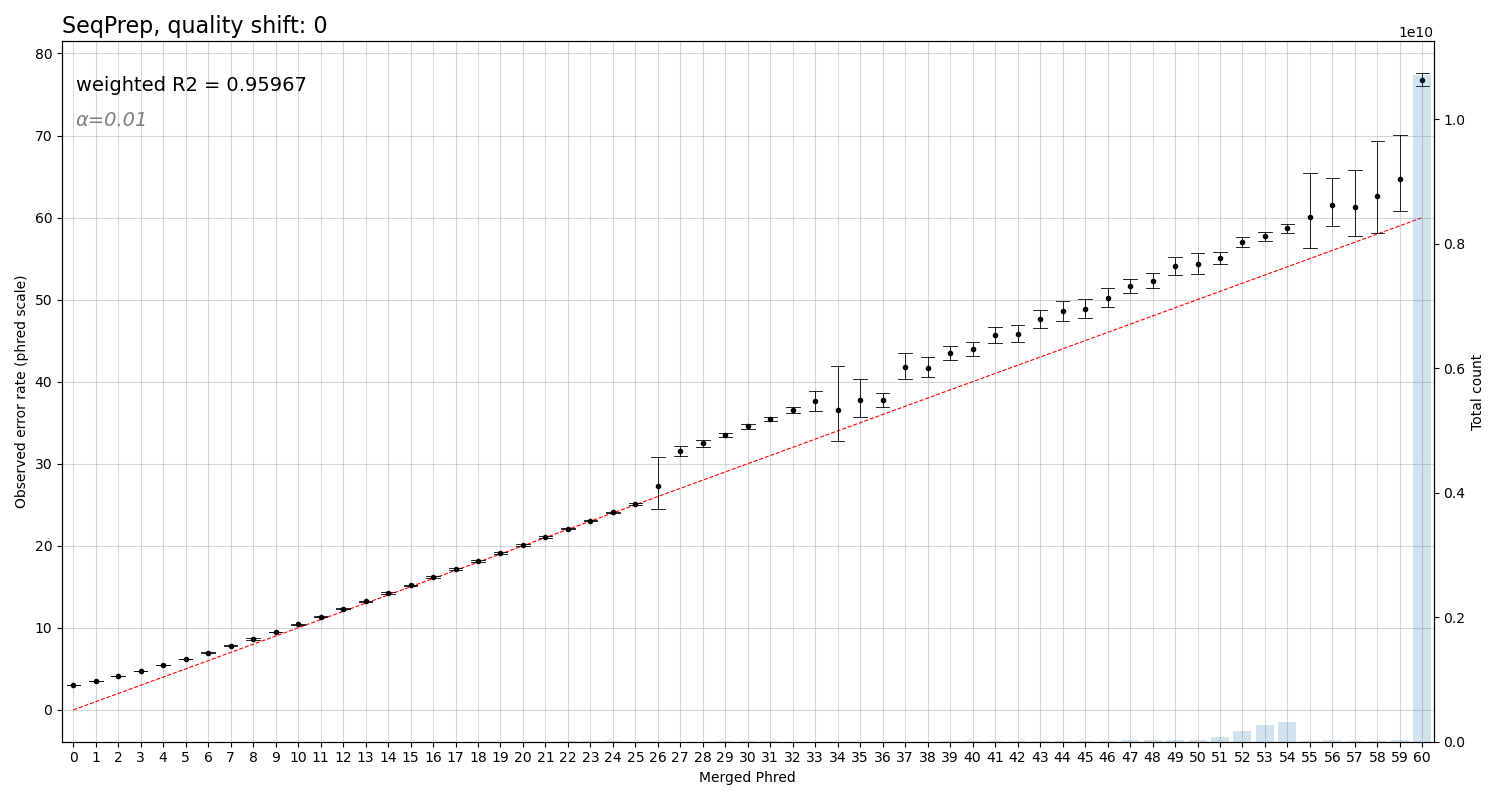 SeqPrep, quality shift: 0
1e10
weighted R2 = 0.95967
α=0.01
80
70
60
50
40
30
20
10
0
Observed error rate (phred scale)
1.0
0.8
0.6
0.4
0.2
0.0
Total count
0 1 2 3 4 5 6 7 8 9 10 11 12 13 14 15 16 17 18 19 20 21 22 23 24 25 26 27 28 29 30 31 32 33 34 35 36 37 38 39 40 41 42 43 44 45 46 47 48 49 50 51 52 53 54 55 56 57 58 59 60
Merged Phred